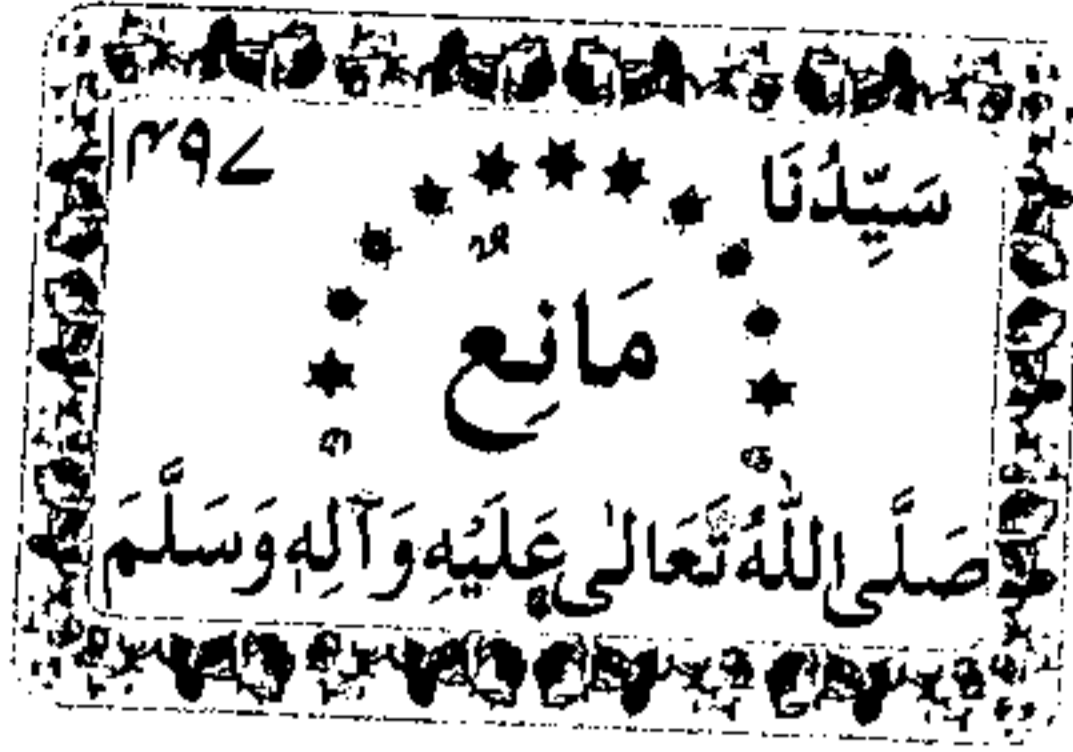 سَيِّدُنَا ۴۹۷
مَانِعٌ
صَلَّى اللّٰهُ تَعَالٰى عَلَيْهِ وَآلِهٖ وَسَلَّمَ